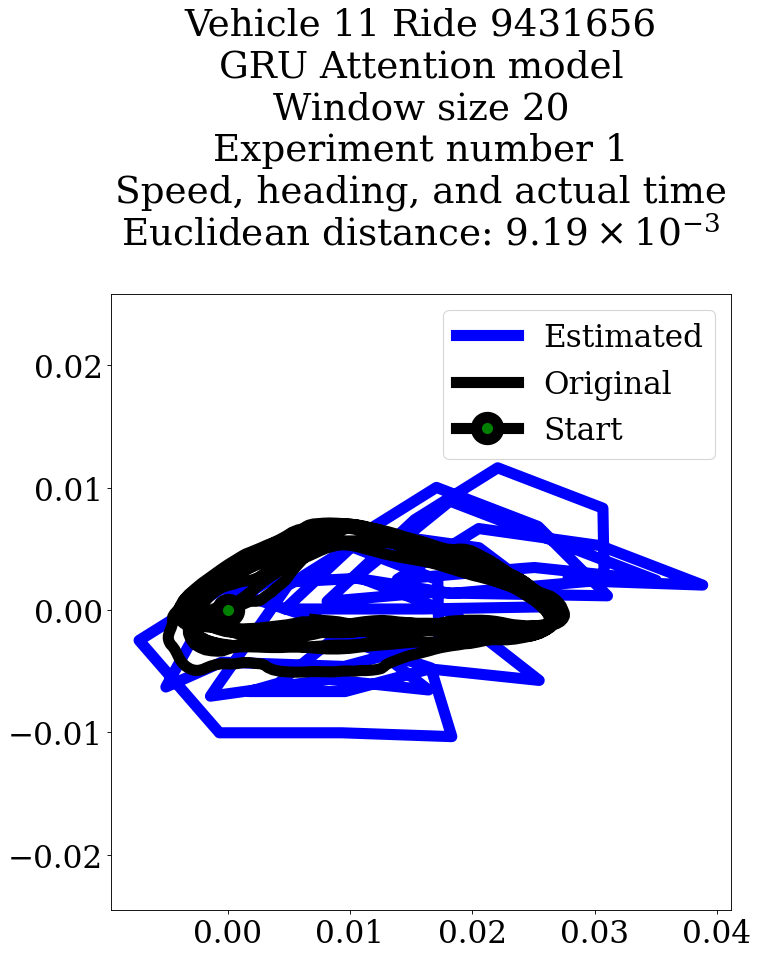 Vehicle 11 Ride 9431656
GRU Attention model
Window size 20
Experiment number 1
Speed, heading, and actual time
Euclidean distance: 9.19 × 10⁻³
Estimated
Original
Start
0.02
0.01
0.00
−0.01
−0.02
0.00 0.01 0.02 0.03 0.04